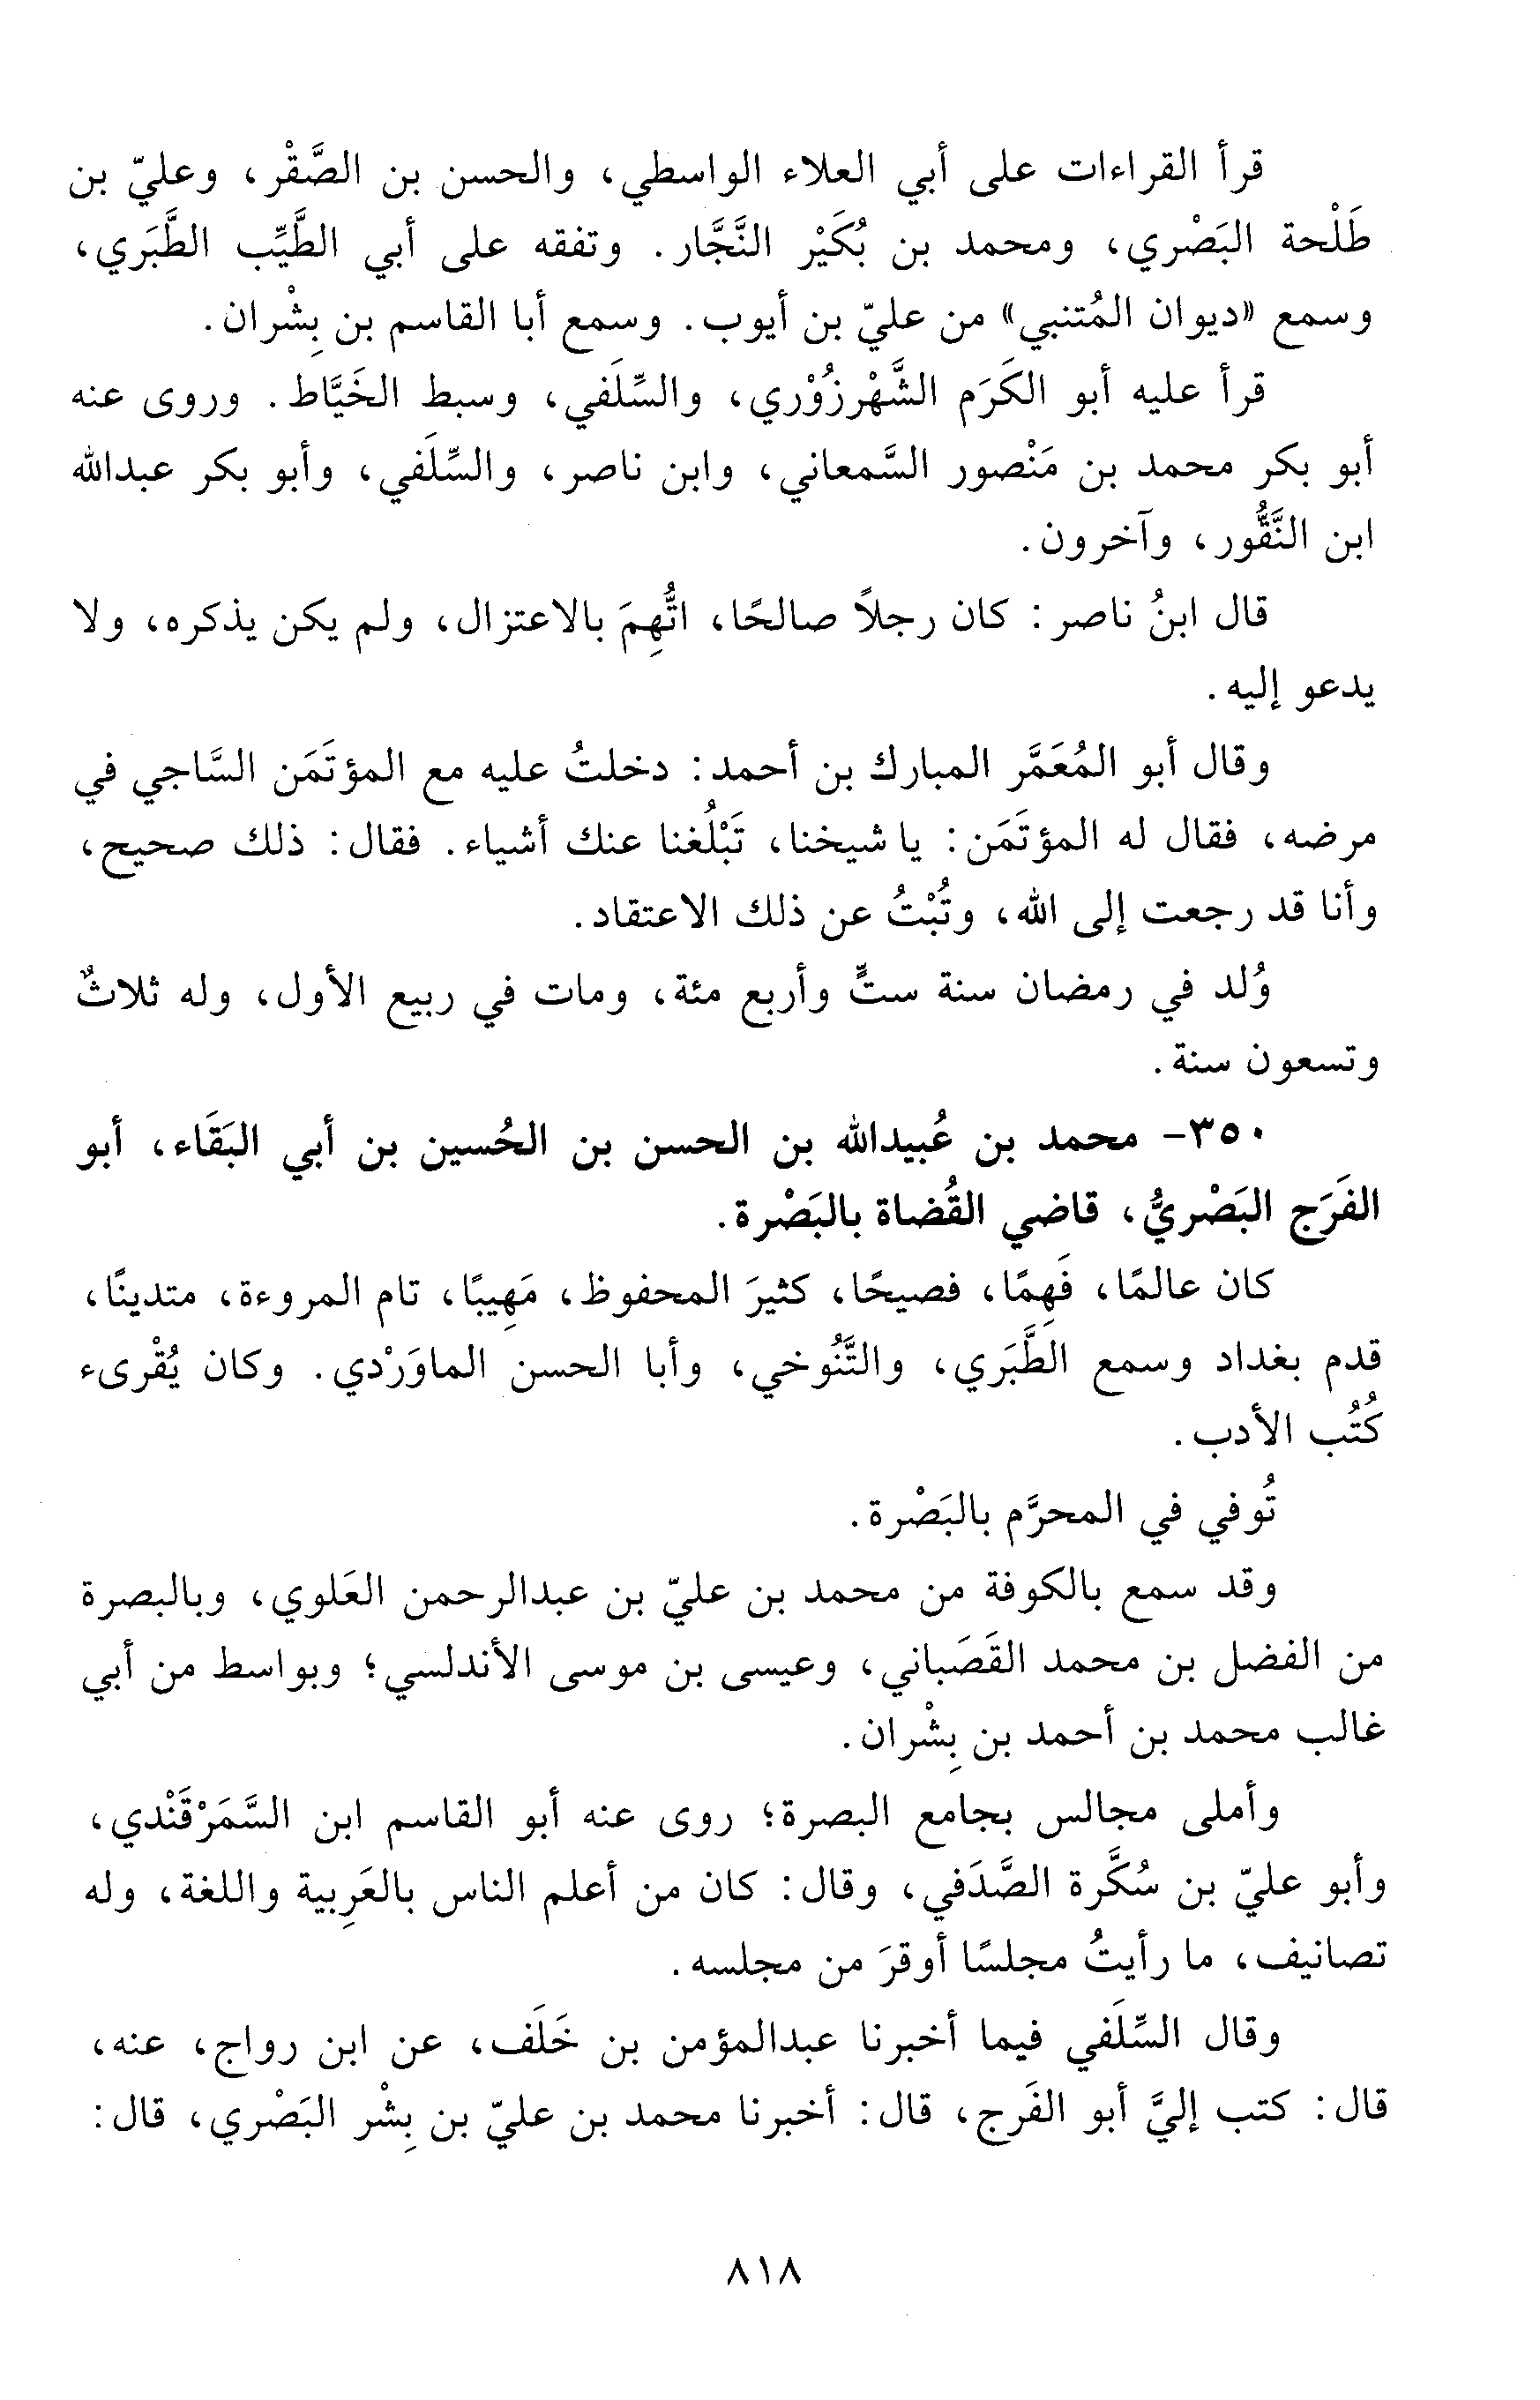 قرأ القراءات على أبي العلاء الواسطي، والحسن بن الصَّقْر، وعليّ بن
طَلْحة البَصْري، ومحمد بن بُكَيْر النَّجَّار. وتفقه على أبي الطَّيِّب الطَّبَري،
وسمع «ديوان المُتنبي» من عليّ بن أيوب. وسمع أبا القاسم بن بِشْران.
قرأ عليه أبو الكَرَم الشَّهْرزُوْري، والسِّلَفي، وسبط الخَيَّاط. وروى عنه
أبو بكر محمد بن مَنْصور السَّمعاني، وابن ناصر، والسِّلَفي، وأبو بكر عبدالله
ابن النَّقُّور، وآخرون.
قال ابنُ ناصر: كان رجلاً صالحًا، اتُّهِمَ بالاعتزال، ولم يكن يذكره، ولا
يدعو إليه.
وقال أبو المُعَمَّر المبارك بن أحمد: دخلتُ عليه مع المؤتَمَن السَّاجي في
مرضه، فقال له المؤتَمَن: يا شيخنا، تَبْلُغنا عنك أشياء. فقال: ذلك صحيح،
وأنا قد رجعت إلى الله، وتُبْتُ عن ذلك الاعتقاد.
وُلد في رمضان سنة ستٍّ وأربع مئة، ومات في ربيع الأول، وله ثلاثٌ
وتسعون سنة.
٣٥٠- محمد بن عُبيدالله بن الحسن بن الحُسين بن أبي البَقَاء، أبو
الفَرَج البَصْريُّ، قاضي القُضاة بالبَصْرة.
كان عالمًا، فَهِمًا، فصيحًا، كثيرَ المحفوظ، مَهِيبًا، تام المروءة، متدينًا،
قدم بغداد وسمع الطَّبَري، والتَّنُوخي، وأبا الحسن الماوَرْدي. وكان يُقْرىء
كُتُب الأدب.
تُوفي في المحرَّم بالبَصْرة.
وقد سمع بالكوفة من محمد بن عليّ بن عبدالرحمن العَلوي، وبالبصرة
من الفضل بن محمد القَصَباني، وعيسى بن موسى الأندلسي؛ وبواسط من أبي
غالب محمد بن أحمد بن بِشْران.
وأملى مجالس بجامع البصرة؛ روى عنه أبو القاسم ابن السَّمَرْقَنْدي،
وأبو عليّ بن سُكَّرة الصَّدَفي، وقال: كان من أعلم الناس بالعَرِبية واللغة، وله
تصانيف، ما رأيتُ مجلسًا أوقرَ من مجلسه.
وقال السِّلَفي فيما أخبرنا عبدالمؤمن بن خَلَف، عن ابن رواج، عنه،
قال: كتب إليَّ أبو الفَرج، قال: أخبرنا محمد بن عليّ بن بِشْر البَصْري، قال:
٨١٨